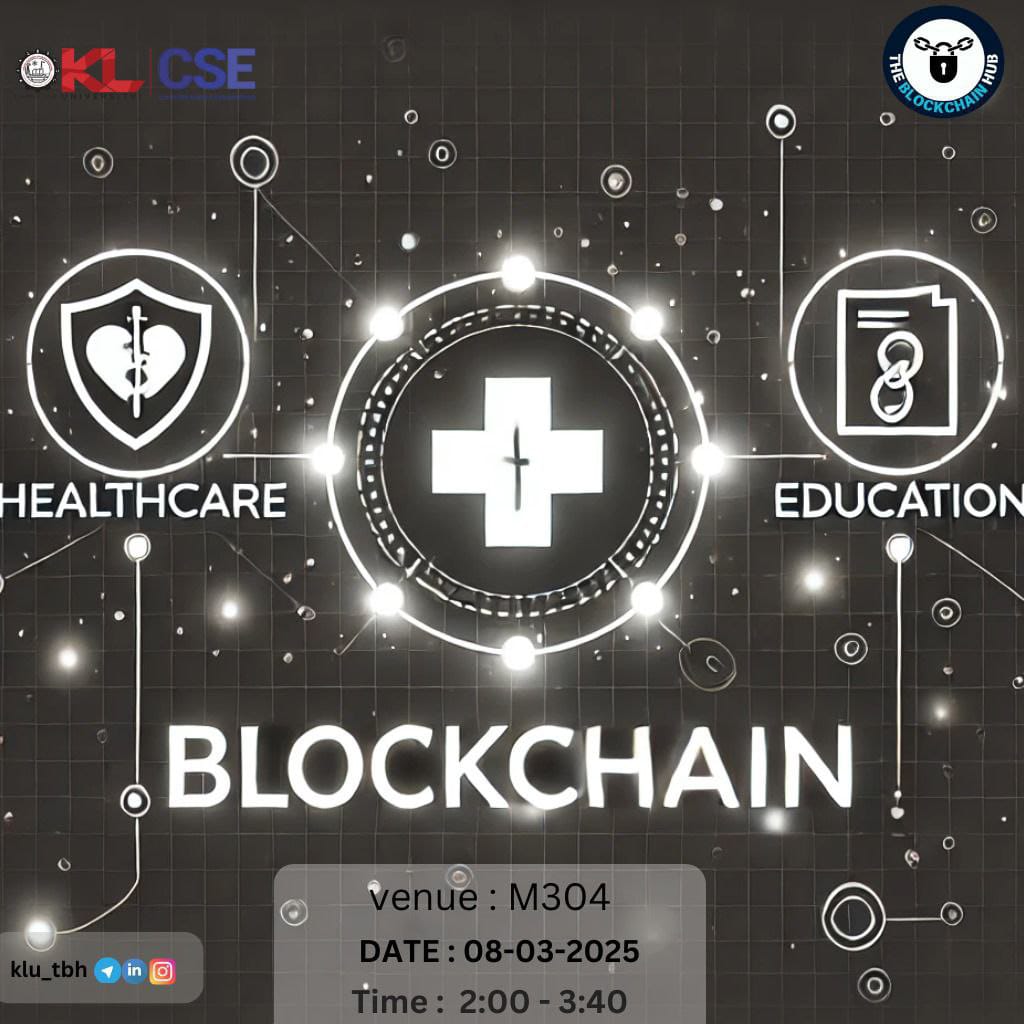 KL CSE
UNIVERSITY
THE BLOCKCHAIN HUB
HEALTHCARE
EDUCATION
BLOCKCHAIN
venue : M304
DATE : 08-03-2025
klu_tbh
Time : 2:00 - 3:40